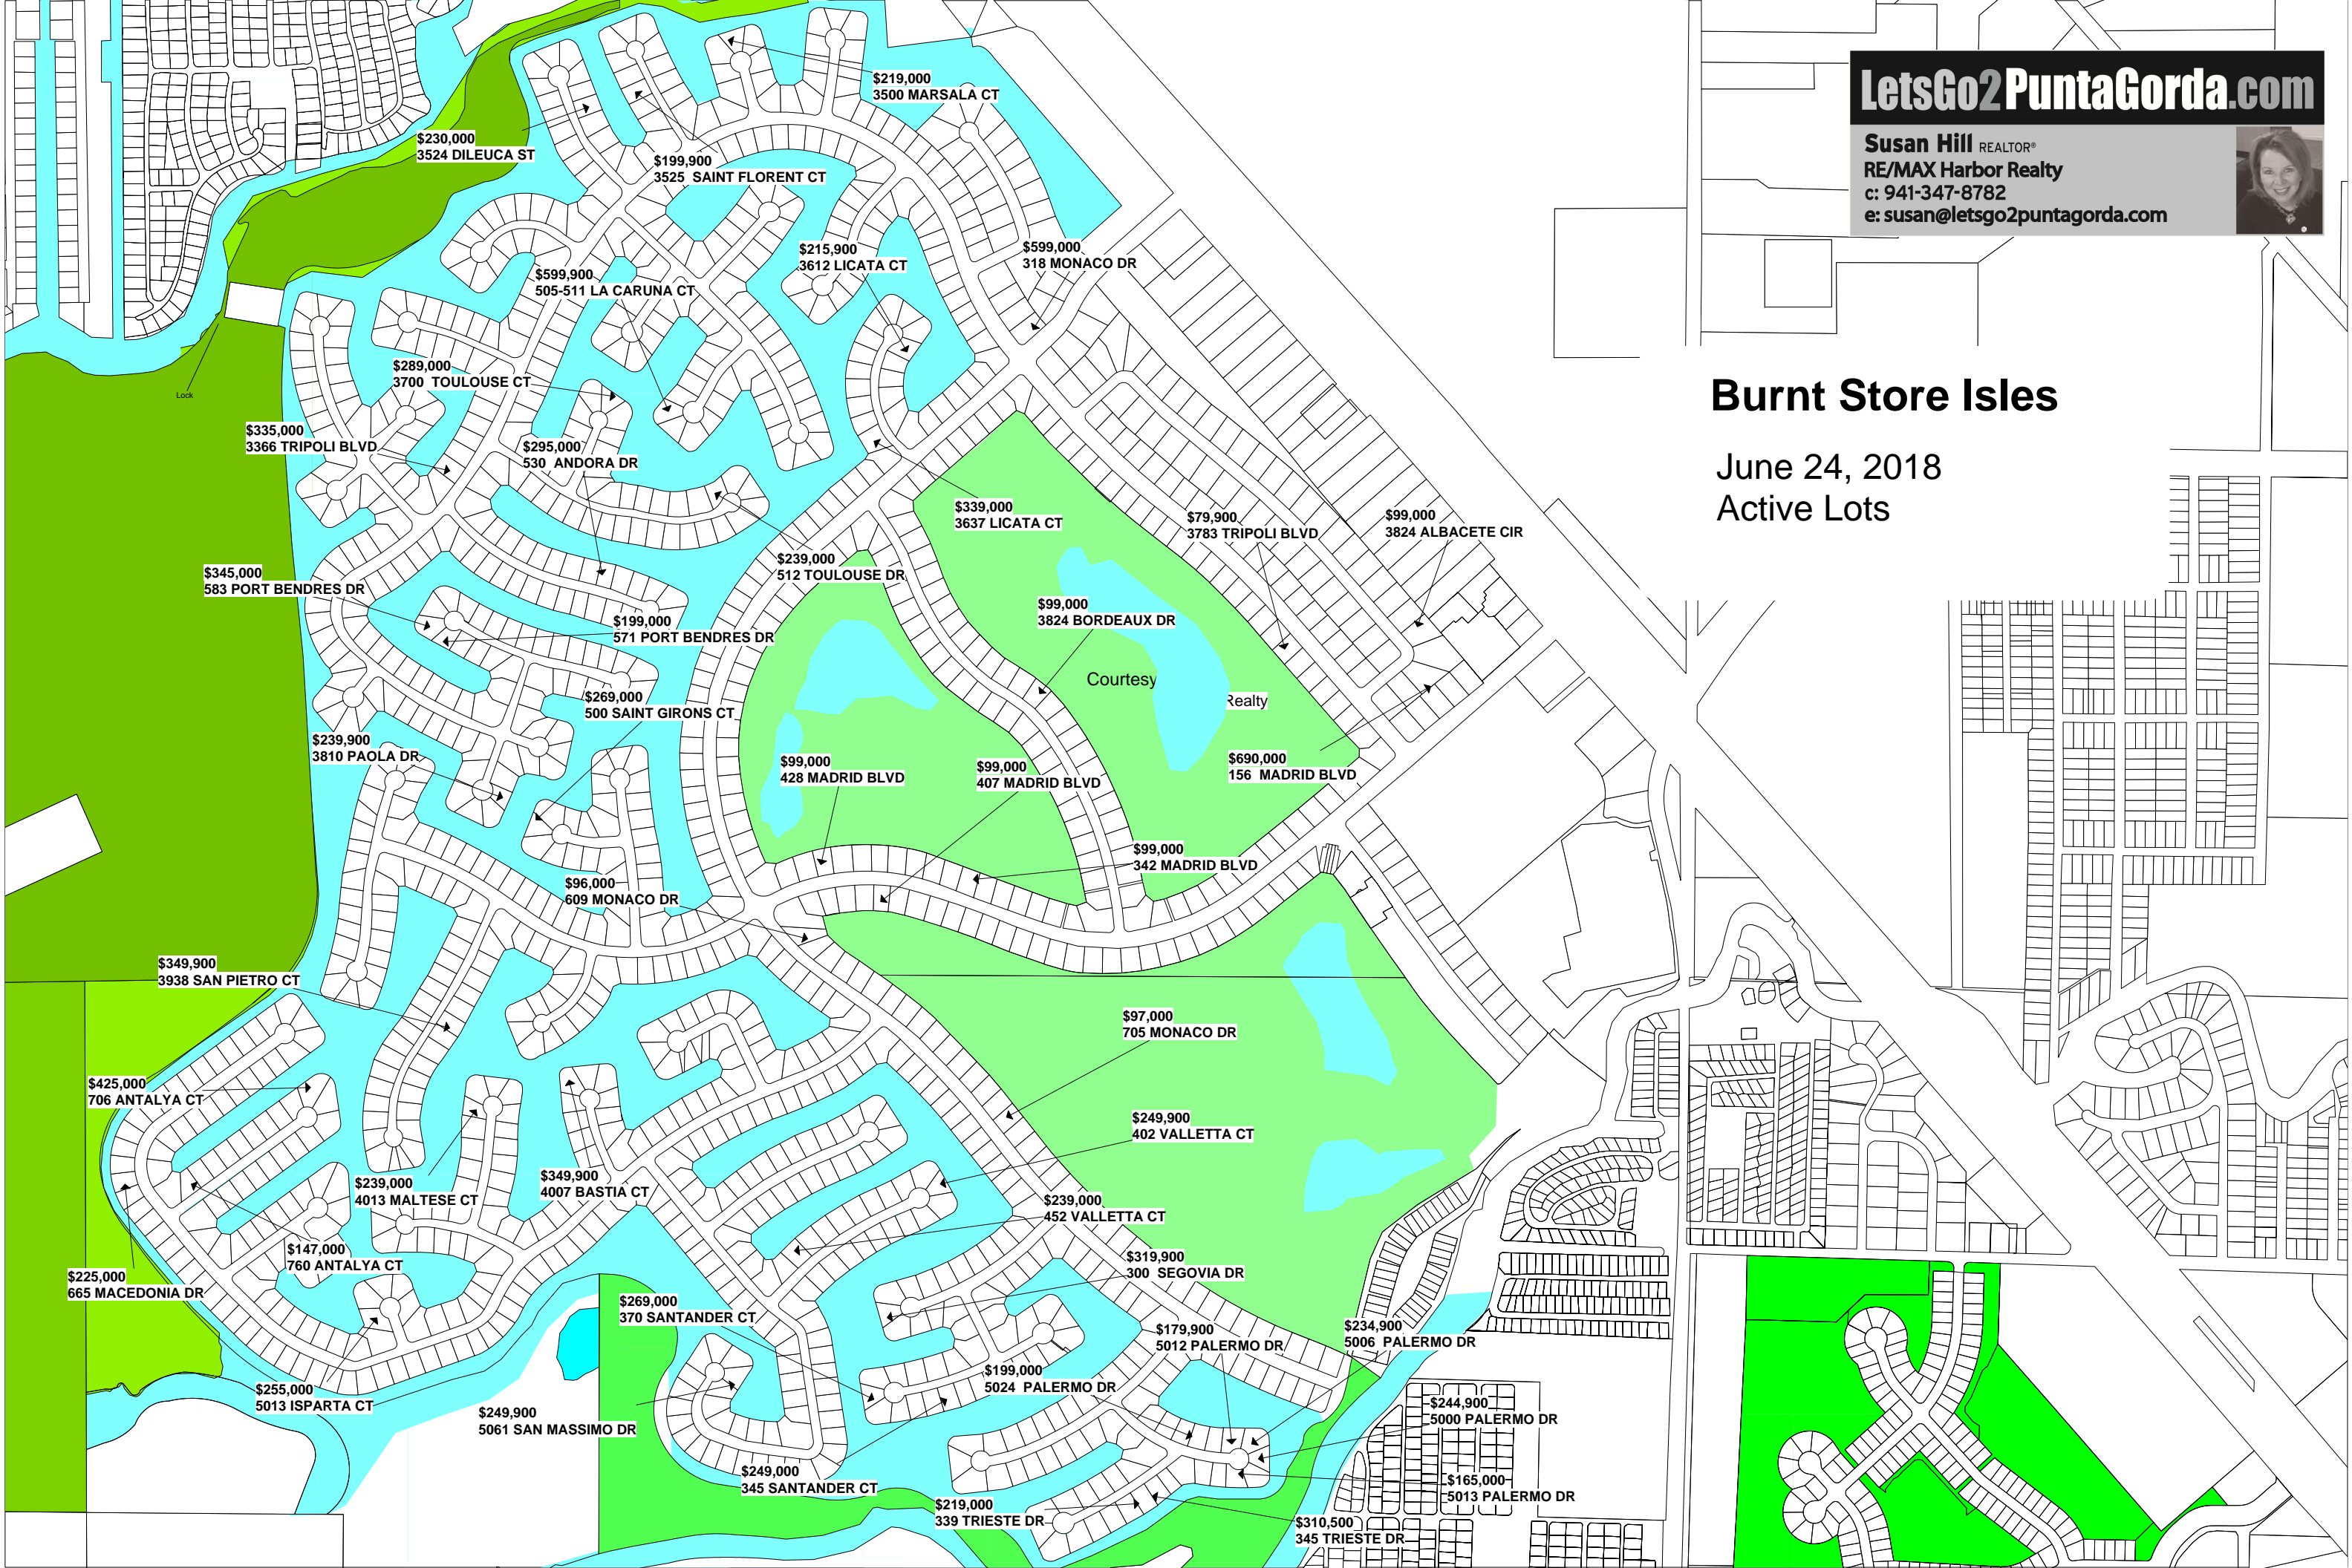 LetsGo2PuntaGorda.com
Susan Hill REALTOR®
RE/MAX Harbor Realty
c: 941-347-8782
e: susan@letsgo2puntagorda.com
Burnt Store Isles
June 24, 2018
Active Lots
$219,000
3500 MARSALA CT
$230,000
3524 DILEUCA ST
$199,900
3525 SAINT FLORENT CT
$215,900
3612 LICATA CT
$599,000
318 MONACO DR
$599,900
505-511 LA CARUNA CT
$289,000
3700 TOULOUSE CT
Lock
$335,000
3366 TRIPOLI BLVD
$295,000
530 ANDORA DR
$339,000
3637 LICATA CT
$79,900
3783 TRIPOLI BLVD
$99,000
3824 ALBACETE CIR
$239,000
512 TOULOUSE DR
$345,000
583 PORT BENDRES DR
$199,000
571 PORT BENDRES DR
$99,000
3824 BORDEAUX DR
Courtesy
Realty
$269,000
500 SAINT GIRONS CT
$239,900
3810 PAOLA DR
$99,000
428 MADRID BLVD
$99,000
407 MADRID BLVD
$690,000
156 MADRID BLVD
$99,000
342 MADRID BLVD
$96,000
609 MONACO DR
$349,900
3938 SAN PIETRO CT
$97,000
705 MONACO DR
$425,000
706 ANTALYA CT
$249,900
402 VALLETTA CT
$239,000
4013 MALTESE CT
$349,900
4007 BASTIA CT
$239,000
452 VALLETTA CT
$147,000
760 ANTALYA CT
$225,000
665 MACEDONIA DR
$319,900
300 SEGOVIA DR
$269,000
370 SANTANDER CT
$179,900
5012 PALERMO DR
$234,900
5006 PALERMO DR
$199,000
5024 PALERMO DR
$255,000
5013 ISPARTA CT
$249,900
5061 SAN MASSIMO DR
$244,900
5000 PALERMO DR
$249,000
345 SANTANDER CT
$165,000
5013 PALERMO DR
$219,000
339 TRIESTE DR
$310,500
345 TRIESTE DR